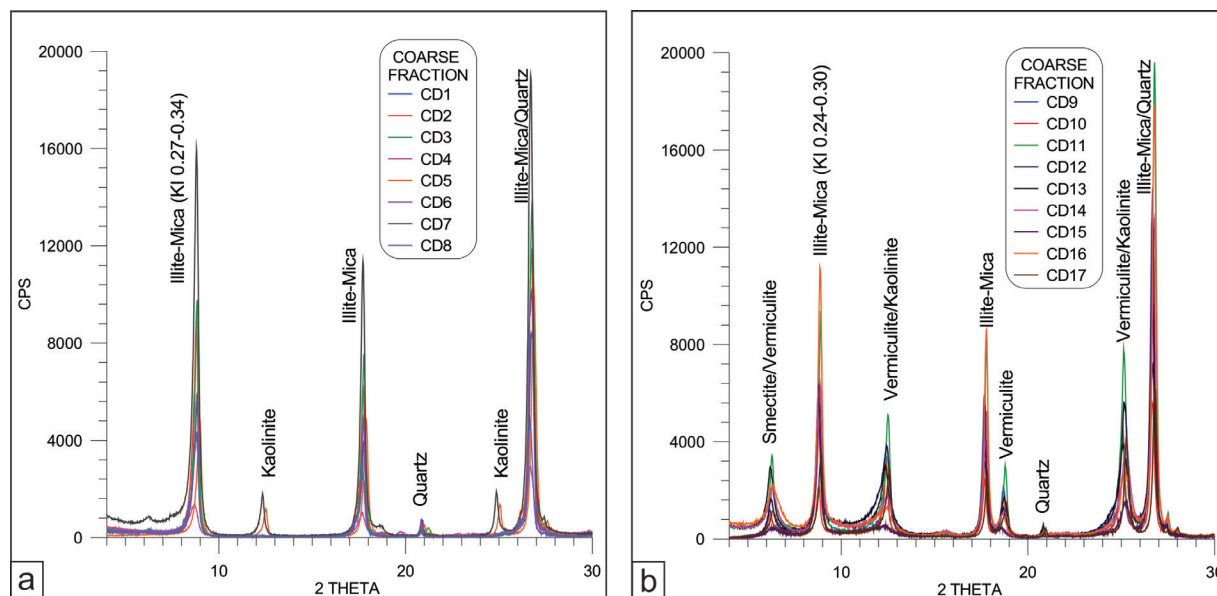 20000
16000
12000
8000
4000
0
CPS
10
20
30
2 THETA
Illite-Mica (KI 0.27-0.34)
Kaolinite
Illite-Mica
Quartz
Kaolinite
Illite-Mica/Quartz
COARSE
FRACTION
CD1
CD2
CD3
CD4
CD5
CD6
CD7
CD8
a
20000
16000
12000
8000
4000
0
CPS
10
20
30
2 THETA
Smectite/Vermiculite
Illite-Mica (KI 0.24-0.30)
Vermiculite/Kaolinite
Illite-Mica
Vermiculite
Quartz
Vermiculite/Kaolinite
Illite-Mica/Quartz
COARSE
FRACTION
CD9
CD10
CD11
CD12
CD13
CD14
CD15
CD16
CD17
b